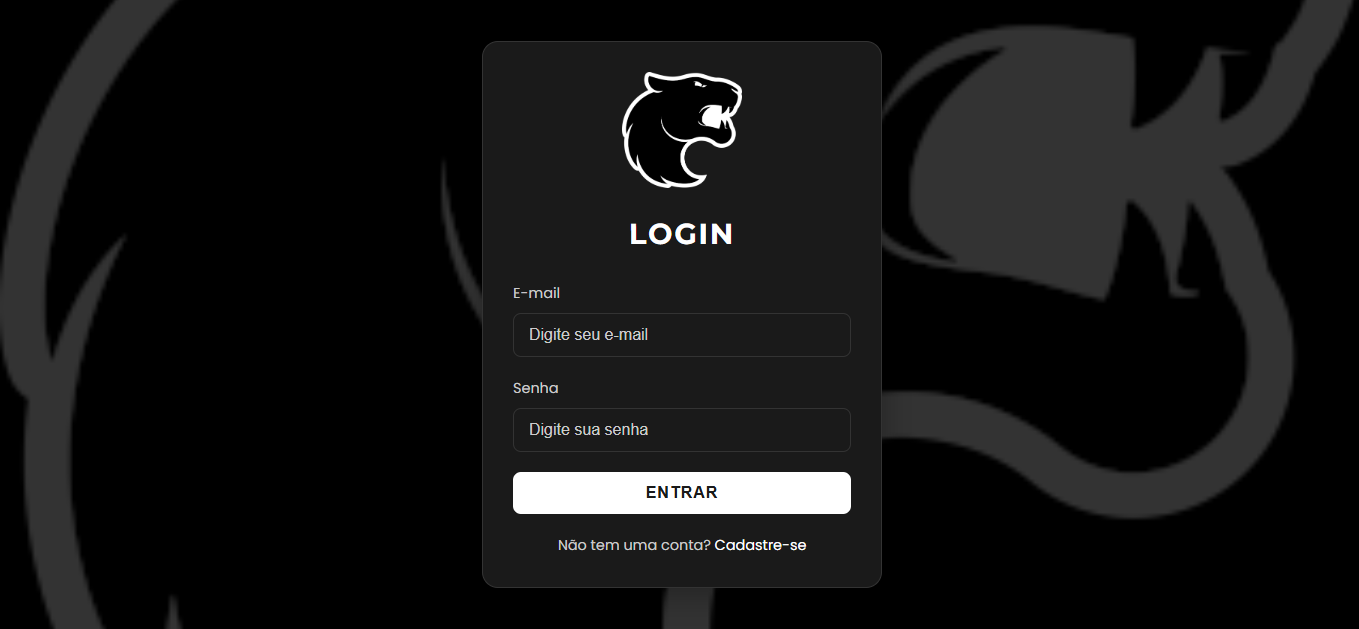 LOGIN
E-mail
Digite seu e-mail
Senha
Digite sua senha
ENTRAR
Não tem uma conta? Cadastre-se